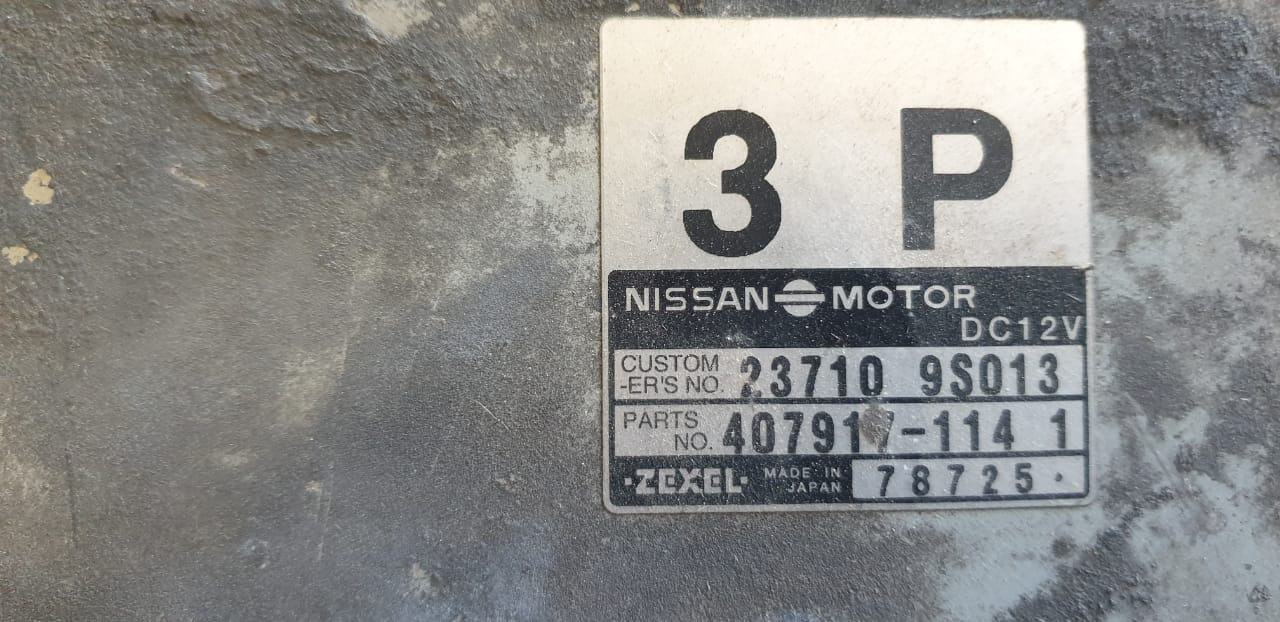 3 P
NISSAN MOTOR
DC12V
CUSTOM
-ER'S NO. 23710 9S013
PARTS
NO. 407917-114 1
·ZEXEL· MADE IN
JAPAN 78725·